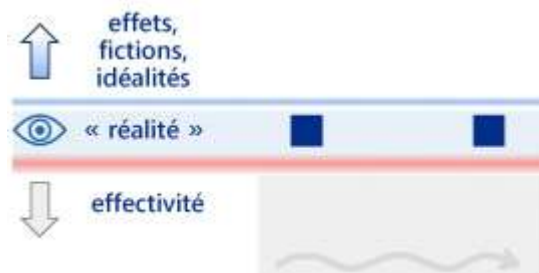 effets,
fictions,
idéalités
« réalité »
effectivité